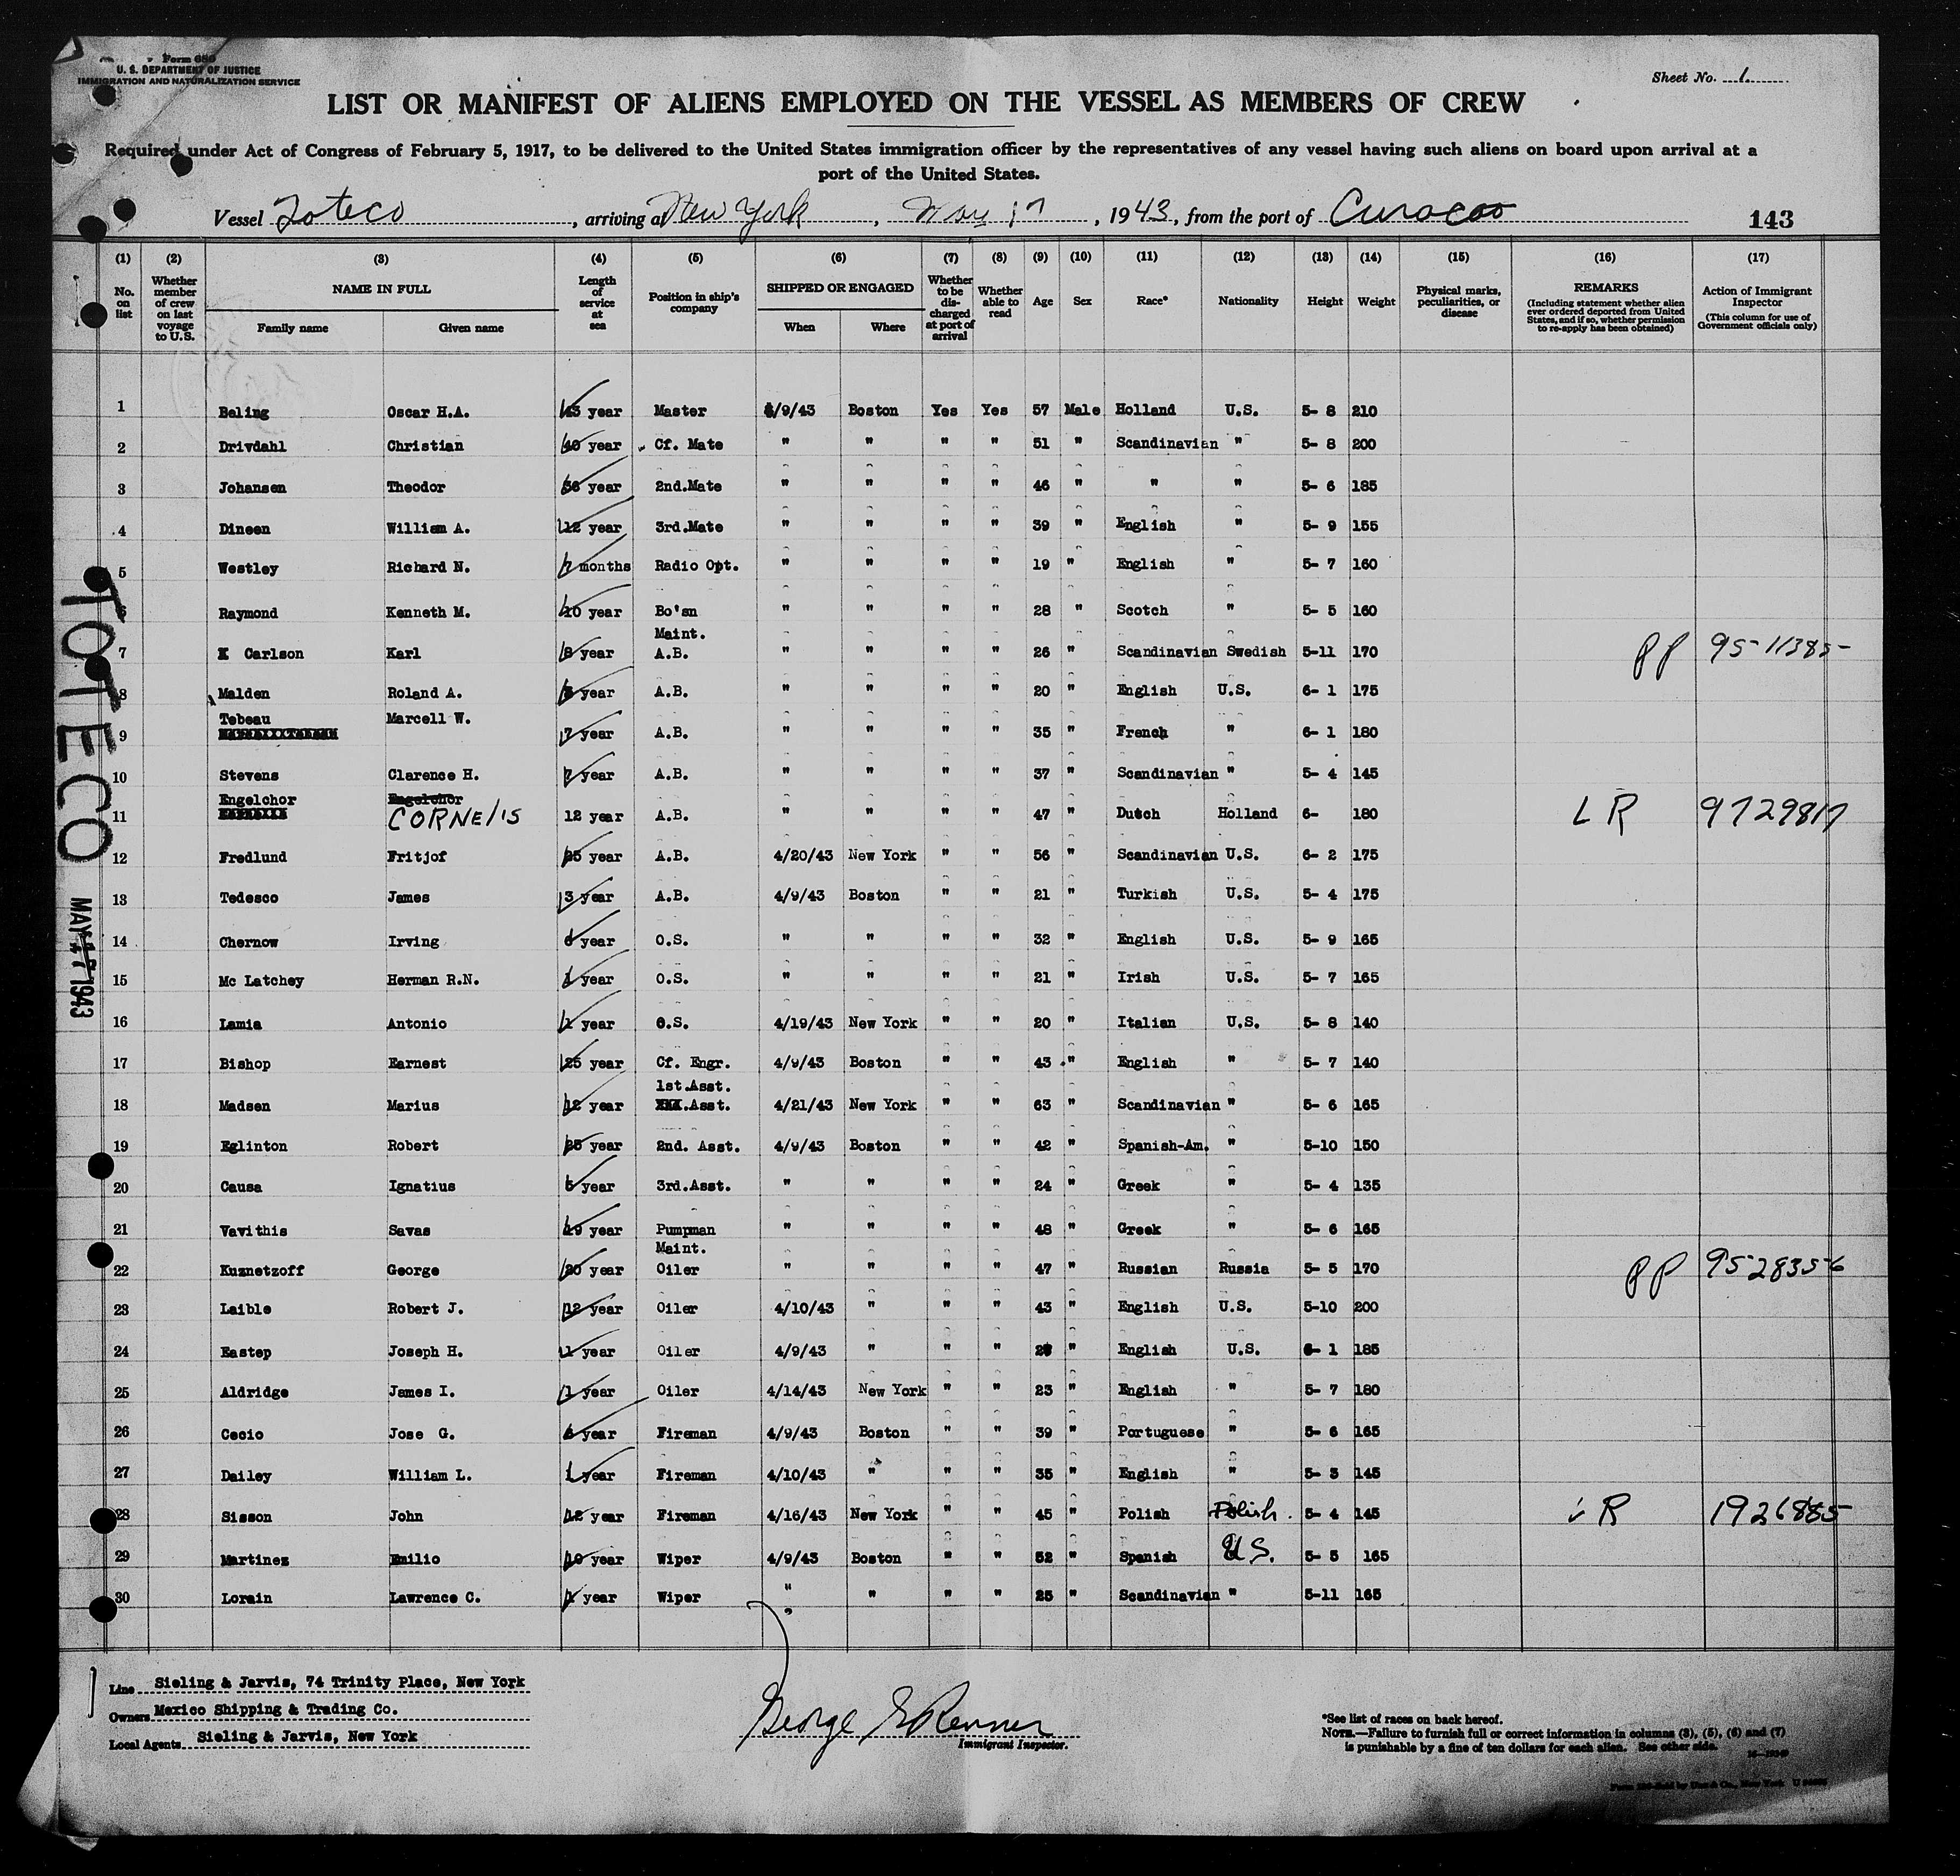 Form 680
U. S. DEPARTMENT OF JUSTICE
IMMIGRATION AND NATURALIZATION SERVICE
Sheet No. 1.
LIST OR MANIFEST OF ALIENS EMPLOYED ON THE VESSEL AS MEMBERS OF CREW
Required under Act of Congress of February 5, 1917, to be delivered to the United States immigration officer by the representatives of any vessel having such aliens on board upon arrival at a
port of the United States.
Vessel Toteco, arriving at New York, May 17, 1943, from the port of Curacao 143
(1) (2) (3) (4) (5) (6) (7) (8) (9) (10) (11) (12) (13) (14) (15) (16) (17)
No. on list Whether member of crew on last voyage to U.S. NAME IN FULL Family name Given name Length of service at sea Position in ship's company SHIPPED OR ENGAGED When Where Whether to be discharged at port of arrival Whether able to read Age Sex Race* Nationality Height Weight Physical marks, peculiarities, or disease REMARKS (Including statement whether alien ever ordered deported from United States, and if so, whether permission to re-apply has been obtained) Action of Immigrant Inspector (This column for use of Government officials only)
1 Beling Oscar H.A. 43 year Master 4/9/43 Boston Yes Yes 57 Male Holland U.S. 5- 8 210
2 Drivdahl Christian 40 year Cf. Mate " " " " 51 " Scandinavian " 5- 8 200
3 Johansen Theodor 36 year 2nd.Mate " " " " 46 " " " 5- 6 185
4 Dineen William A. 12 year 3rd.Mate " " " " 39 " English " 5- 9 155
5 Westley Richard N. 7 months Radio Opt. " " " " 19 " English " 5- 7 160
6 Raymond Kenneth M. 10 year Bo'sn " " " " 28 " Scotch " 5- 5 160
Maint.
7 X Carlson Karl 8 year A.B. " " " " 26 " Scandinavian Swedish 5-11 170 PP 95-11385-
8 Malden Roland A. 3 year A.B. " " " " 20 " English U.S. 6- 1 175
Tebeau Marcell W.
9 7 year A.B. " " " " 35 " French " 6- 1 180
10 Stevens Clarence H. 7 year A.B. " " " " 37 " Scandinavian " 5- 4 145
Engelchor Engelchor
11 CORNElIS 12 year A.B. " " " " 47 " Dutch Holland 6- 180 LR 9729817
12 Fredlund Fritjof 25 year A.B. 4/20/43 New York " " 56 " Scandinavian U.S. 6- 2 175
13 Tedesco James 3 year A.B. 4/9/43 Boston " " 21 " Turkish U.S. 5- 4 175
14 Chernow Irving 6 year O.S. " " " " 32 " English U.S. 5- 9 165
15 Mc Latchey Herman R.N. 1 year O.S. " " " " 21 " Irish U.S. 5- 7 165
16 Lamia Antonio 1 year O.S. 4/19/43 New York " " 20 " Italian U.S. 5- 8 140
17 Bishop Earnest 25 year Cf. Engr. 4/9/43 Boston " " 43 " English " 5- 7 140
1st.Asst.
18 Madsen Marius 12 year XXX.Asst. 4/21/43 New York " " 63 " Scandinavian " 5- 6 165
19 Eglinton Robert 25 year 2nd. Asst. 4/9/43 Boston " " 42 " Spanish-Am. " 5-10 150
20 Causa Ignatius 5 year 3rd.Asst. " " " " 24 " Greek " 5- 4 135
21 Vavithis Savas 19 year Pumpman " " " " 48 " Greek " 5- 6 165
Maint.
22 Kuznetzoff George 20 year Oiler " " " " 47 " Russian Russia 5- 5 170 PP 9528356
23 Laible Robert J. 12 year Oiler 4/10/43 " " " 43 " English U.S. 5-10 200
24 Eastep Joseph H. 1 year Oiler 4/9/43 " " " " English U.S. 6- 1 185
25 Aldridge James I. 1 year Oiler 4/14/43 New York " " 23 " English " 5- 7 180
26 Cecio Jose G. 6 year Fireman 4/9/43 Boston " " 39 " Portuguese " 5- 6 165
27 Dailey William L. 1 year Fireman 4/10/43 " " " 35 " English " 5- 3 145
28 Sisson John 12 year Fireman 4/16/43 New York " " 45 " Polish Polish. 5- 4 145 R 1926885
29 Martinez Emilio 10 year Wiper 4/9/43 Boston " " 52 " Spanish U.S. 5- 5 165
30 Lorain Lawrence C. 1 year Wiper " " " " 25 " Scandinavian " 5-11 165
TOTECO
MAY 17 1943
Line Sieling & Jarvis, 74 Trinity Place, New York
Owners Mexico Shipping & Trading Co.
Local Agents Sieling & Jarvis, New York
George E Renner
Immigrant Inspector.
*See list of races on back hereof.
NOTE.—Failure to furnish full or correct information in columns (3), (5), (6) and (7)
is punishable by a fine of ten dollars for each alien. See other side.